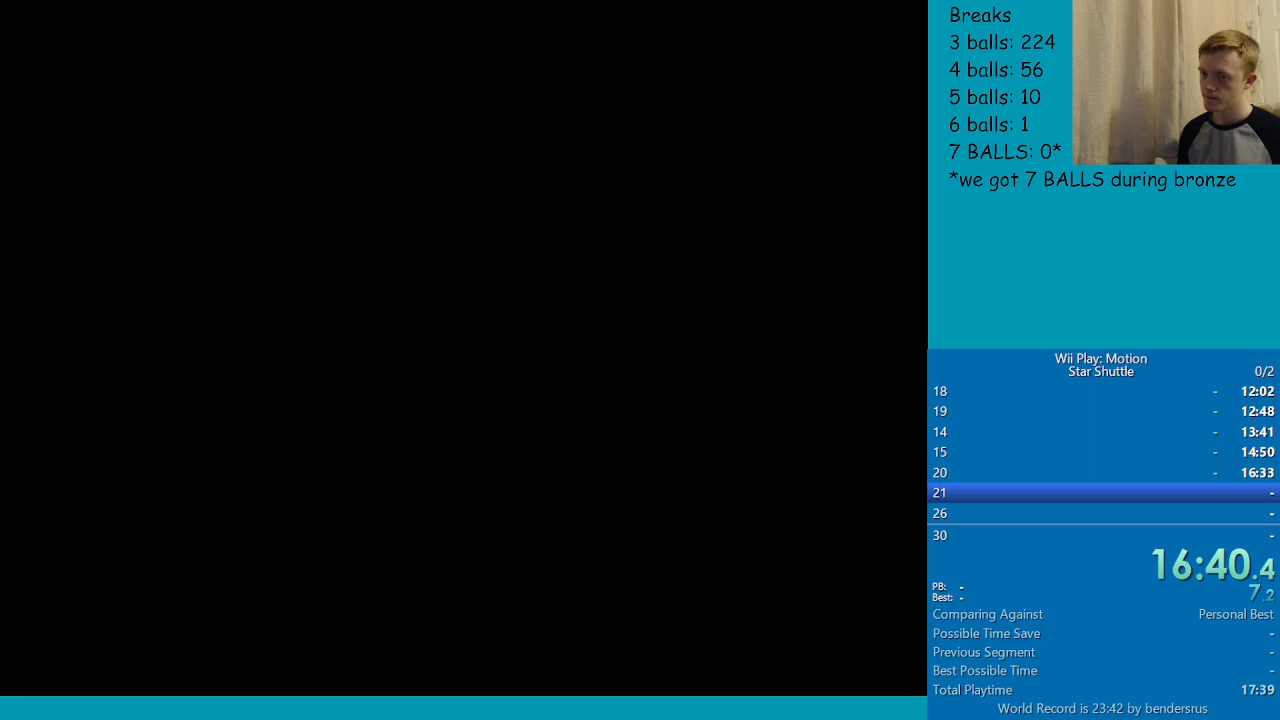 Breaks
3 balls: 224
4 balls: 56
5 balls: 10
6 balls: 1
7 BALLS: 0*
*we got 7 BALLS during bronze
Wii Play: Motion
Star Shuttle 0/2
18 - 12:02
19 - 12:48
14 - 13:41
15 - 14:50
20 - 16:33
21 -
26 -
30 -
16:40.4
PB: - 7.2
Best: -
Comparing Against Personal Best
Possible Time Save -
Previous Segment -
Best Possible Time -
Total Playtime 17:39
World Record is 23:42 by bendersrus